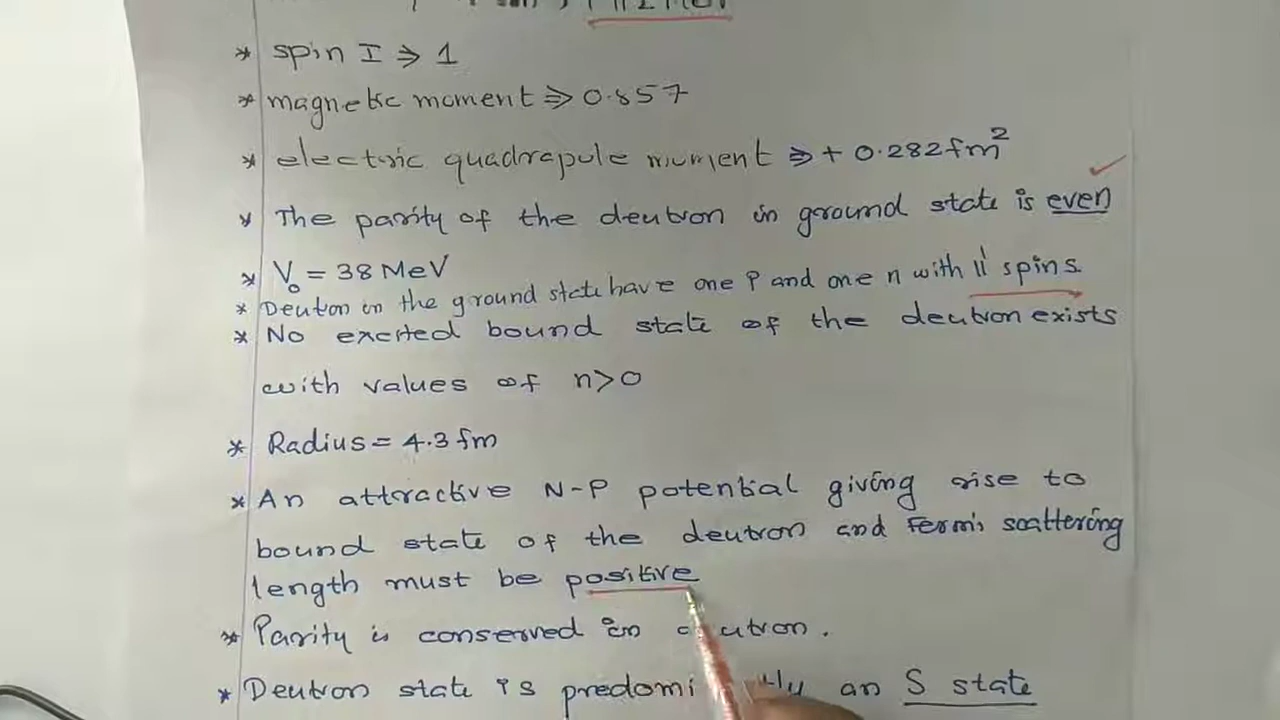 * spin I ⇒ 1
* magnetic moment ⇒ 0.857
* electric quadrapule moment ⇒ + 0.282 fm²
* The parity of the deutron in ground state is even
* V₀ = 38 MeV
* Deutron in the ground state have one P and one n with 11' spins
* No excited bound state of the deutron exists
with values of n>0
* Radius = 4.3 fm
* An attractive N-P potential giving rise to
bound state of the deutron and Fermi's scattering
length must be positive
* Parity is conserved in utron.
* Deutron state is predomi an S state